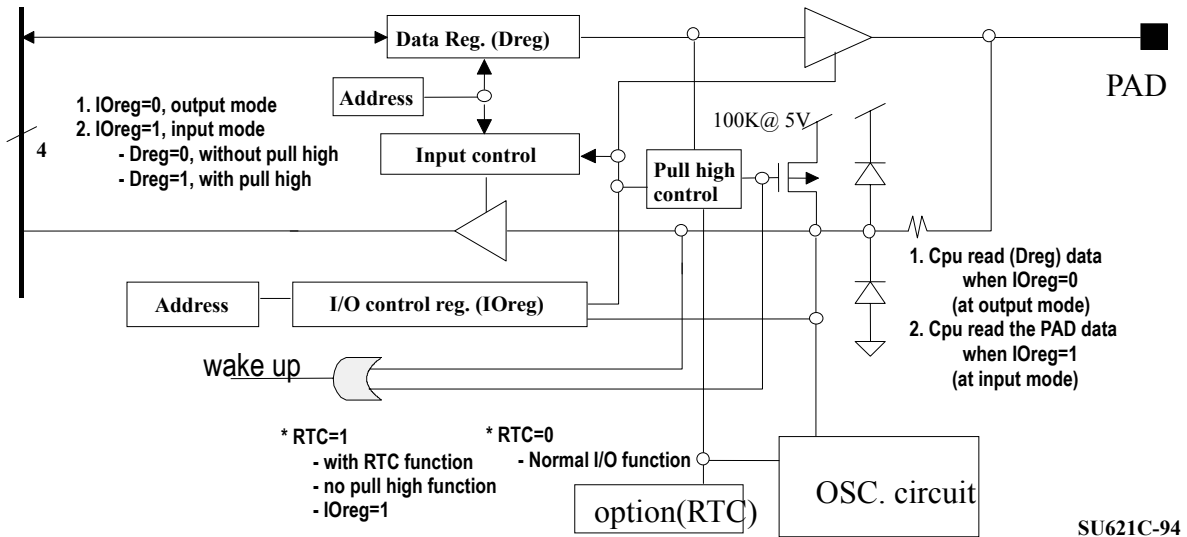 Data Reg. (Dreg)
PAD
Address
1. IOreg=0, output mode
2. IOreg=1, input mode
- Dreg=0, without pull high
- Dreg=1, with pull high
4
100K@ 5V
Input control
Pull high
control
1. Cpu read (Dreg) data
when IOreg=0
(at output mode)
2. Cpu read the PAD data
when IOreg=1
(at input mode)
Address
I/O control reg. (IOreg)
wake up
* RTC=1
- with RTC function
- no pull high function
- IOreg=1
* RTC=0
- Normal I/O function
option(RTC)
OSC. circuit
SU621C-94